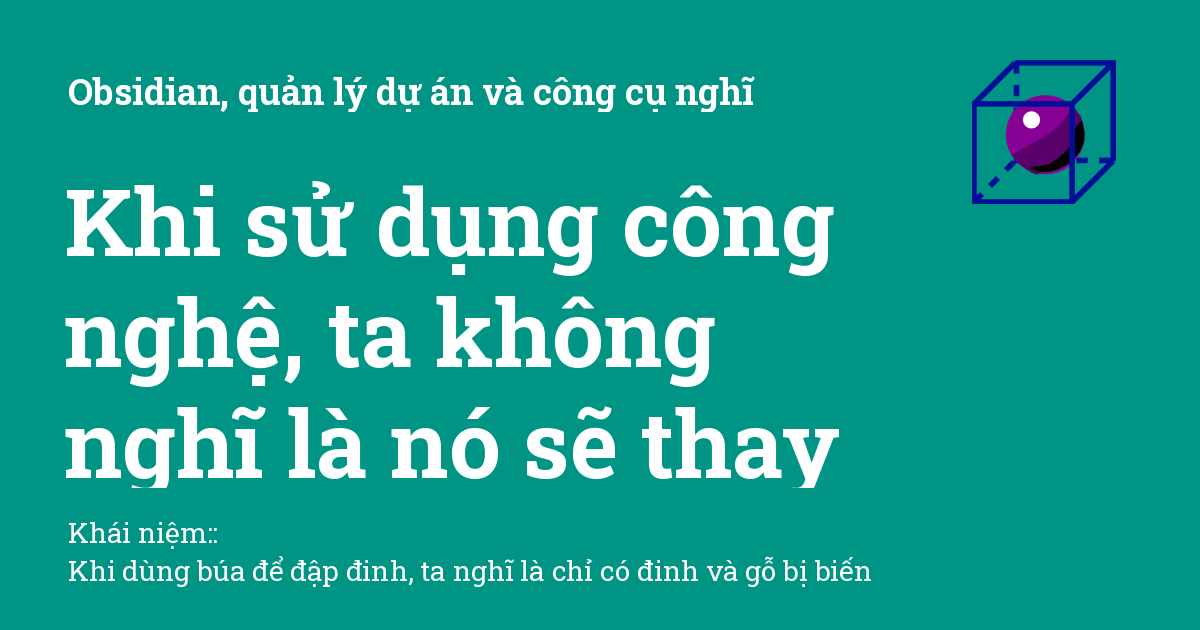 Obsidian, quản lý dự án và công cụ nghĩ
Khi sử dụng công
nghệ, ta không
nghĩ là nó sẽ thay
Khái niệm::
Khi dùng búa để đập đinh, ta nghĩ là chỉ có đinh và gỗ bị biến